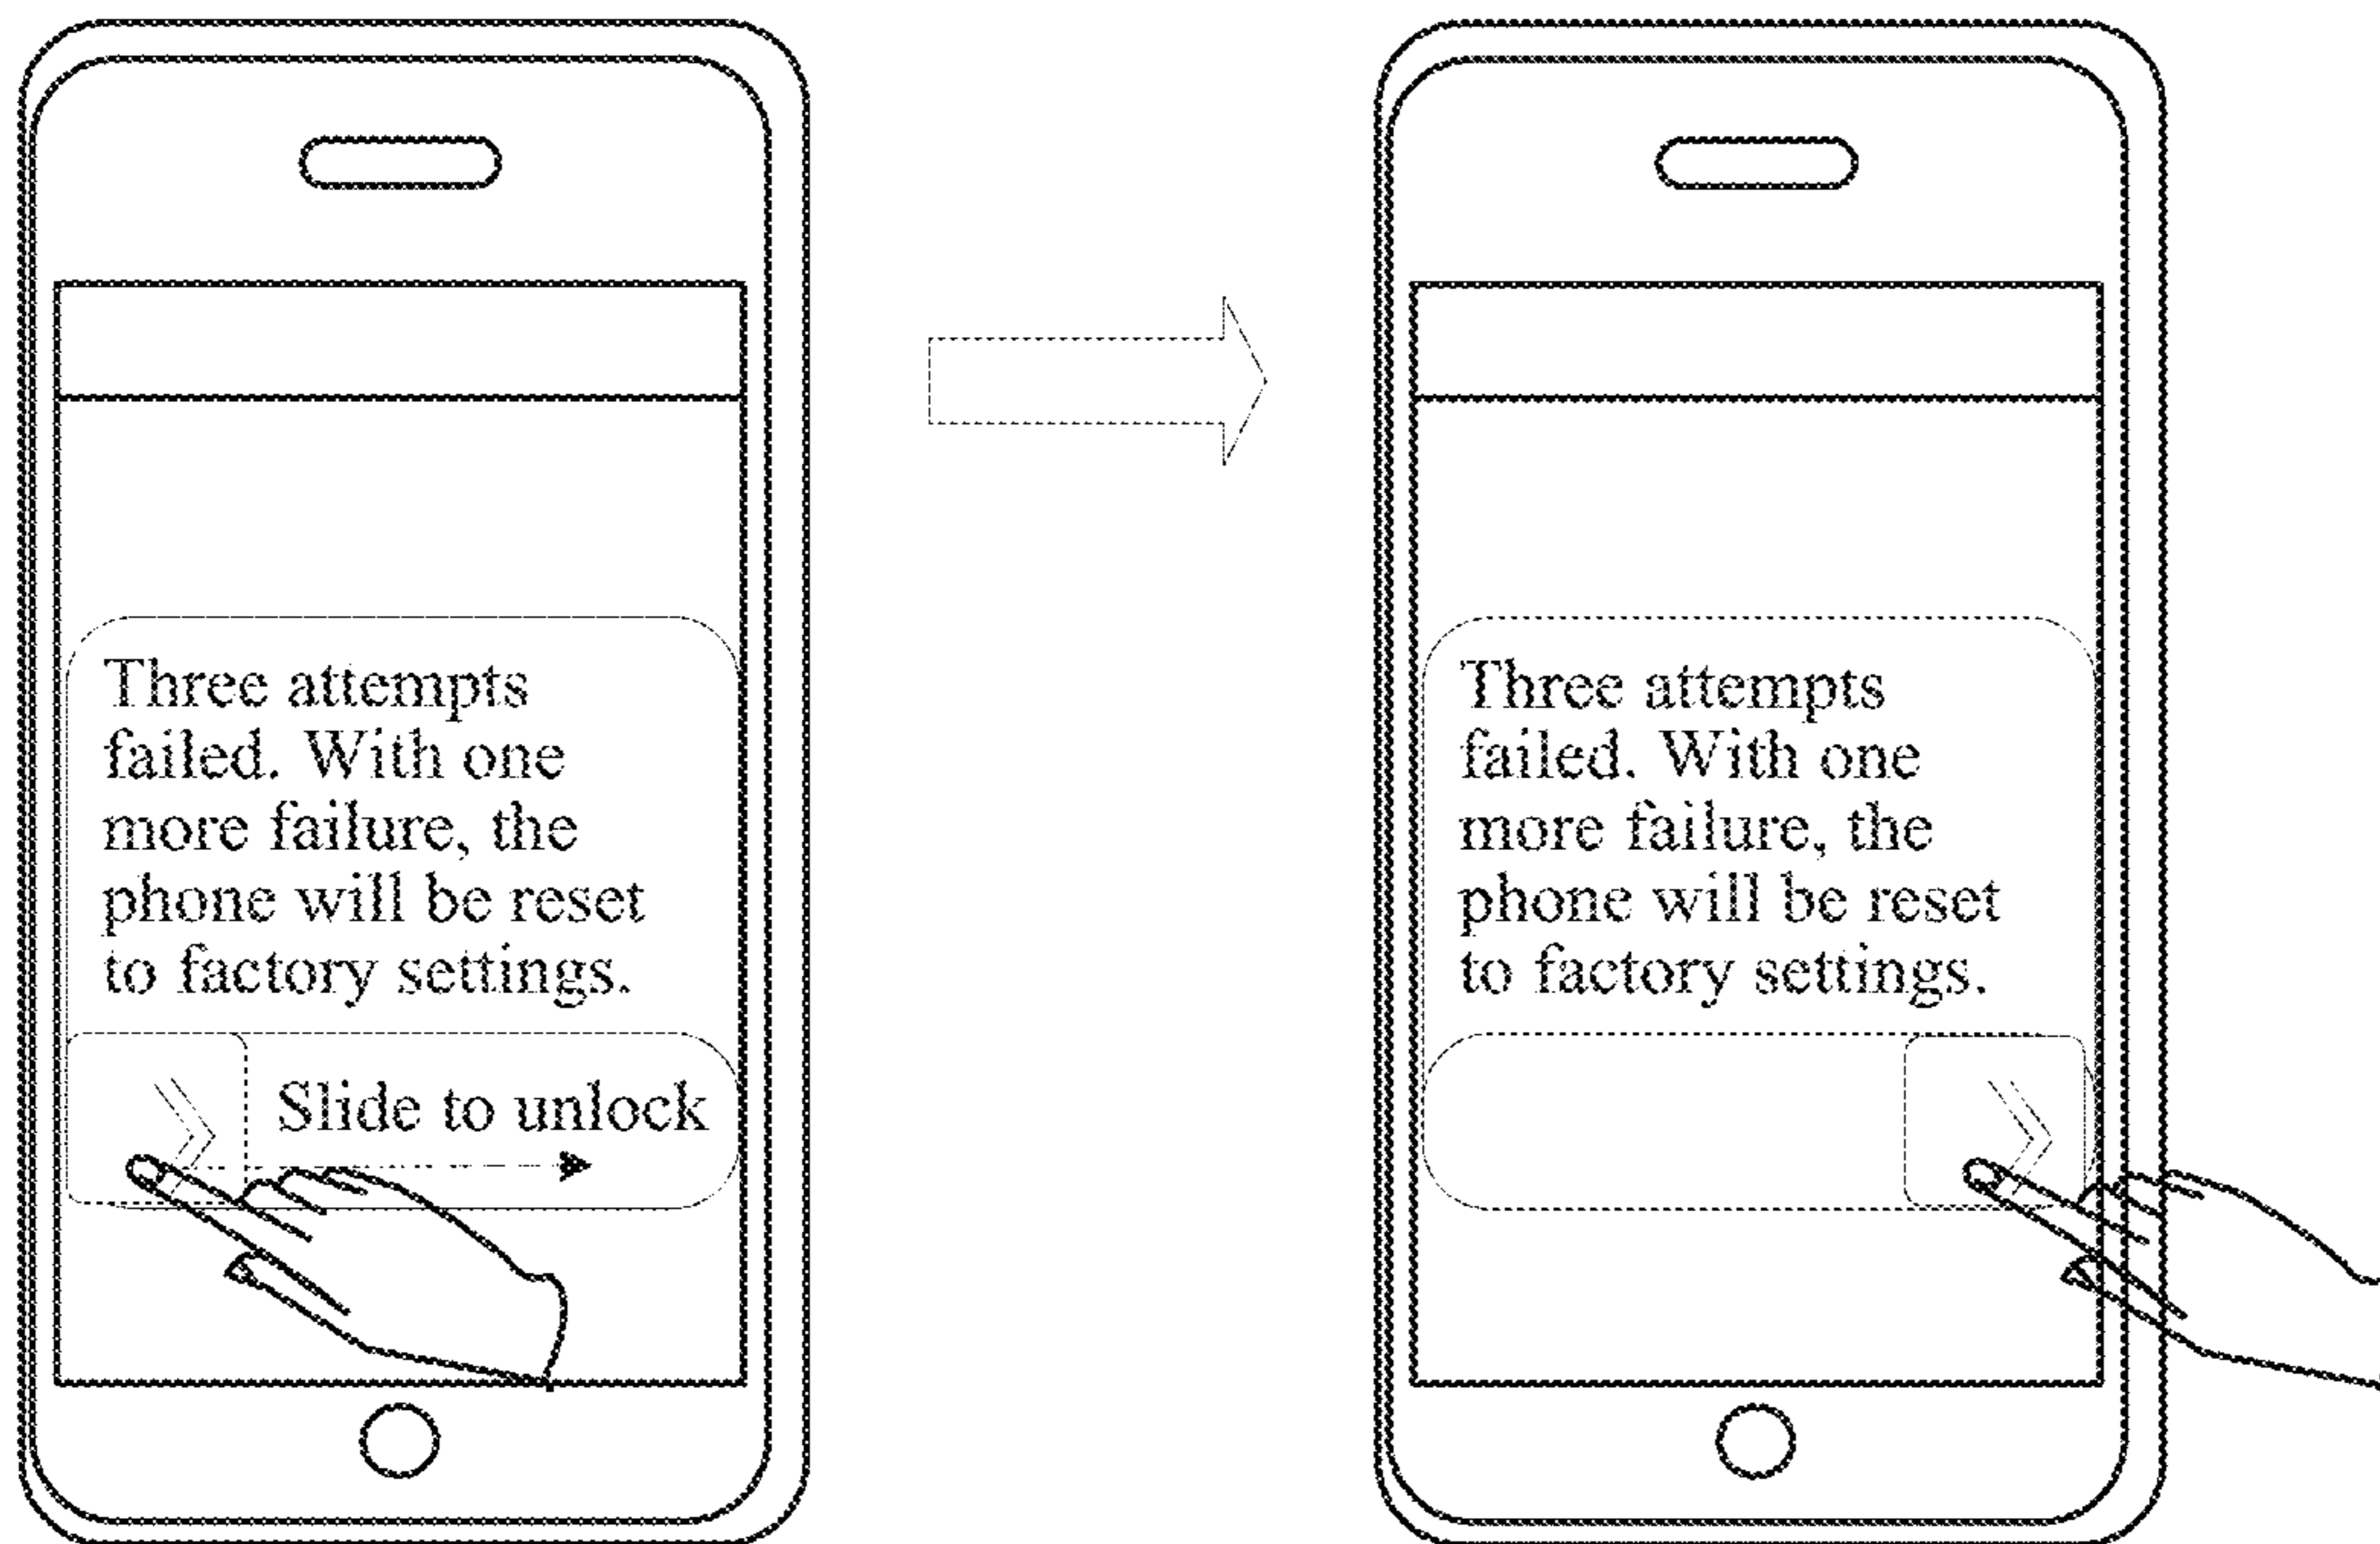 Three attempts
failed. With one
more failure, the
phone will be reset
to factory settings.
Slide to unlock
Three attempts
failed. With one
more failure, the
phone will be reset
to factory settings.